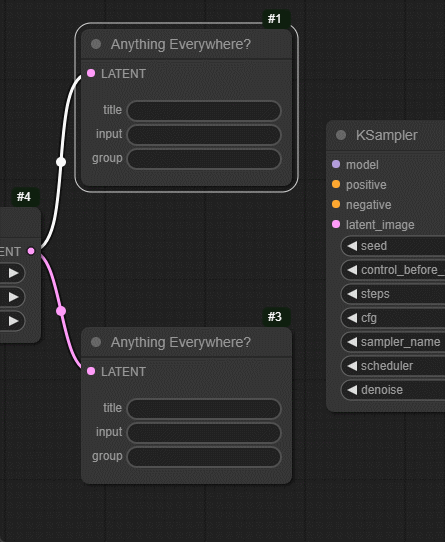 #1
Anything Everywhere?
LATENT
title
input
group
#4
ENT
KSampler
model
positive
negative
latent_image
seed
control_before_
steps
cfg
sampler_name
scheduler
denoise
#3
Anything Everywhere?
LATENT
title
input
group